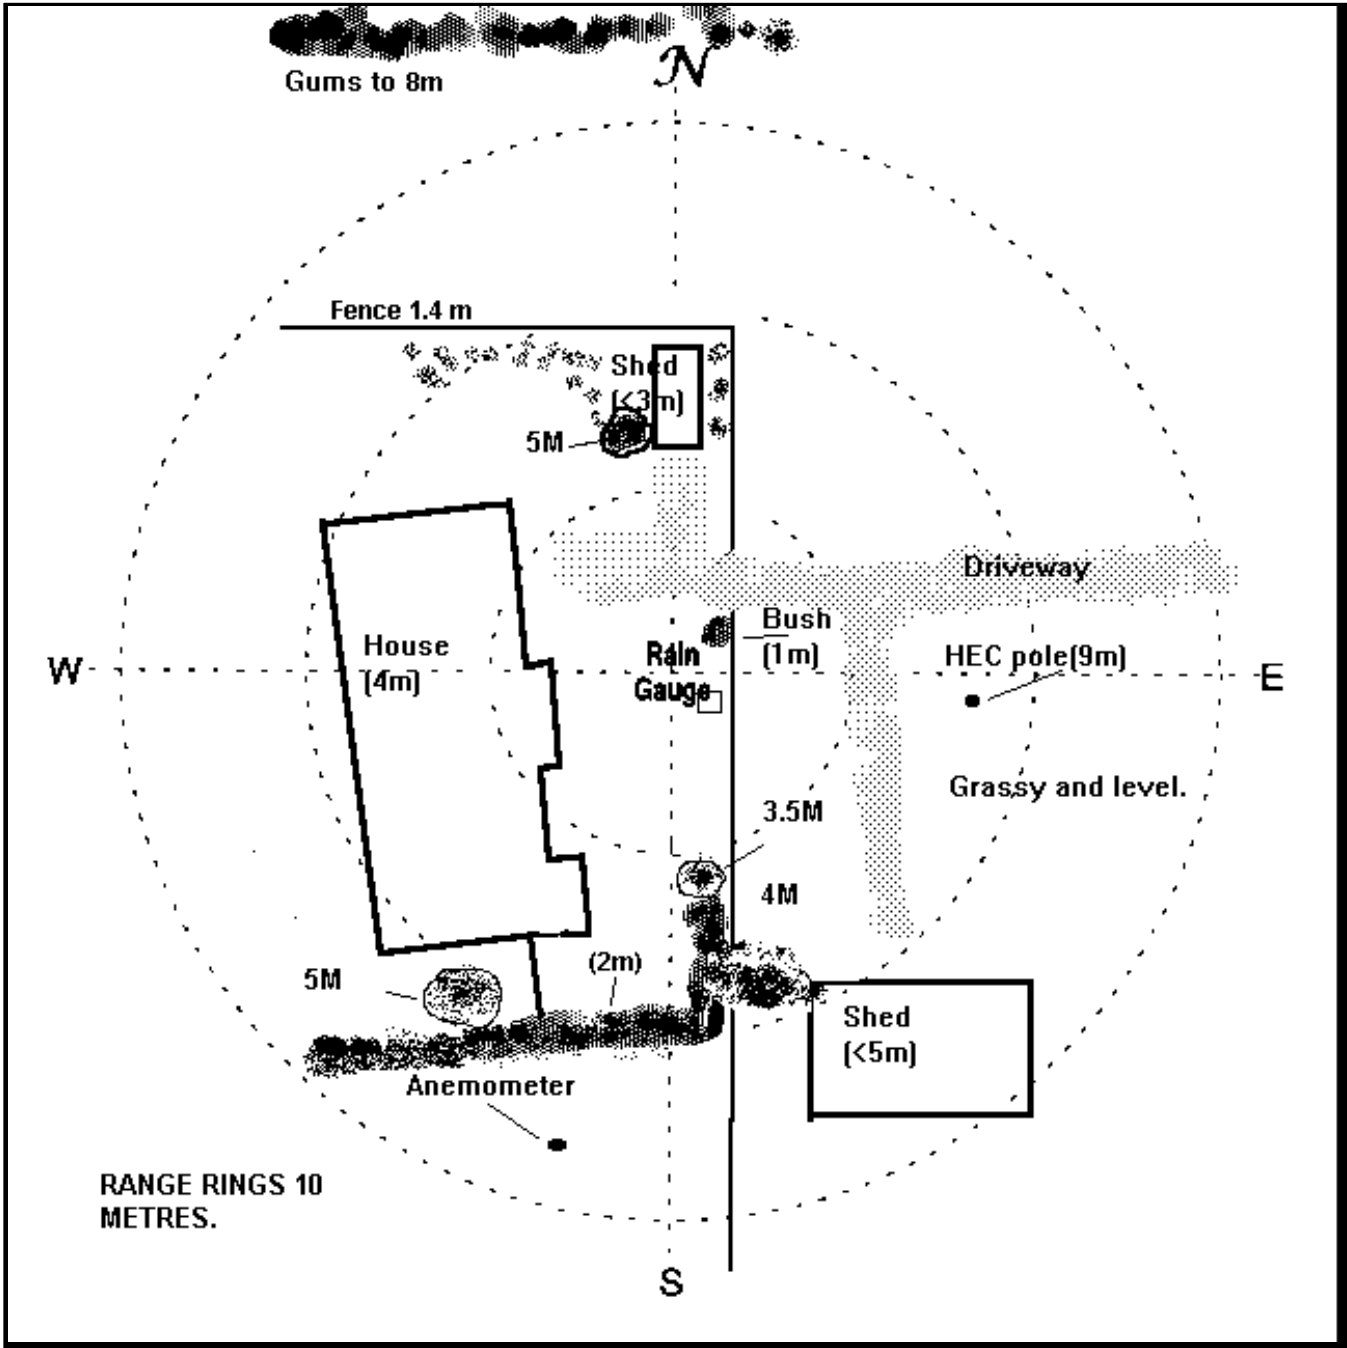 N
Gums to 8m
Fence 1.4 m
Shed
(<3m)
5M
Driveway
Bush
(1m)
House
(4m)
Rain
Gauge
HEC pole(9m)
W
E
Grassy and level.
3.5M
4M
(2m)
5M
Shed
(<5m)
Anemometer
RANGE RINGS 10
METRES.
S